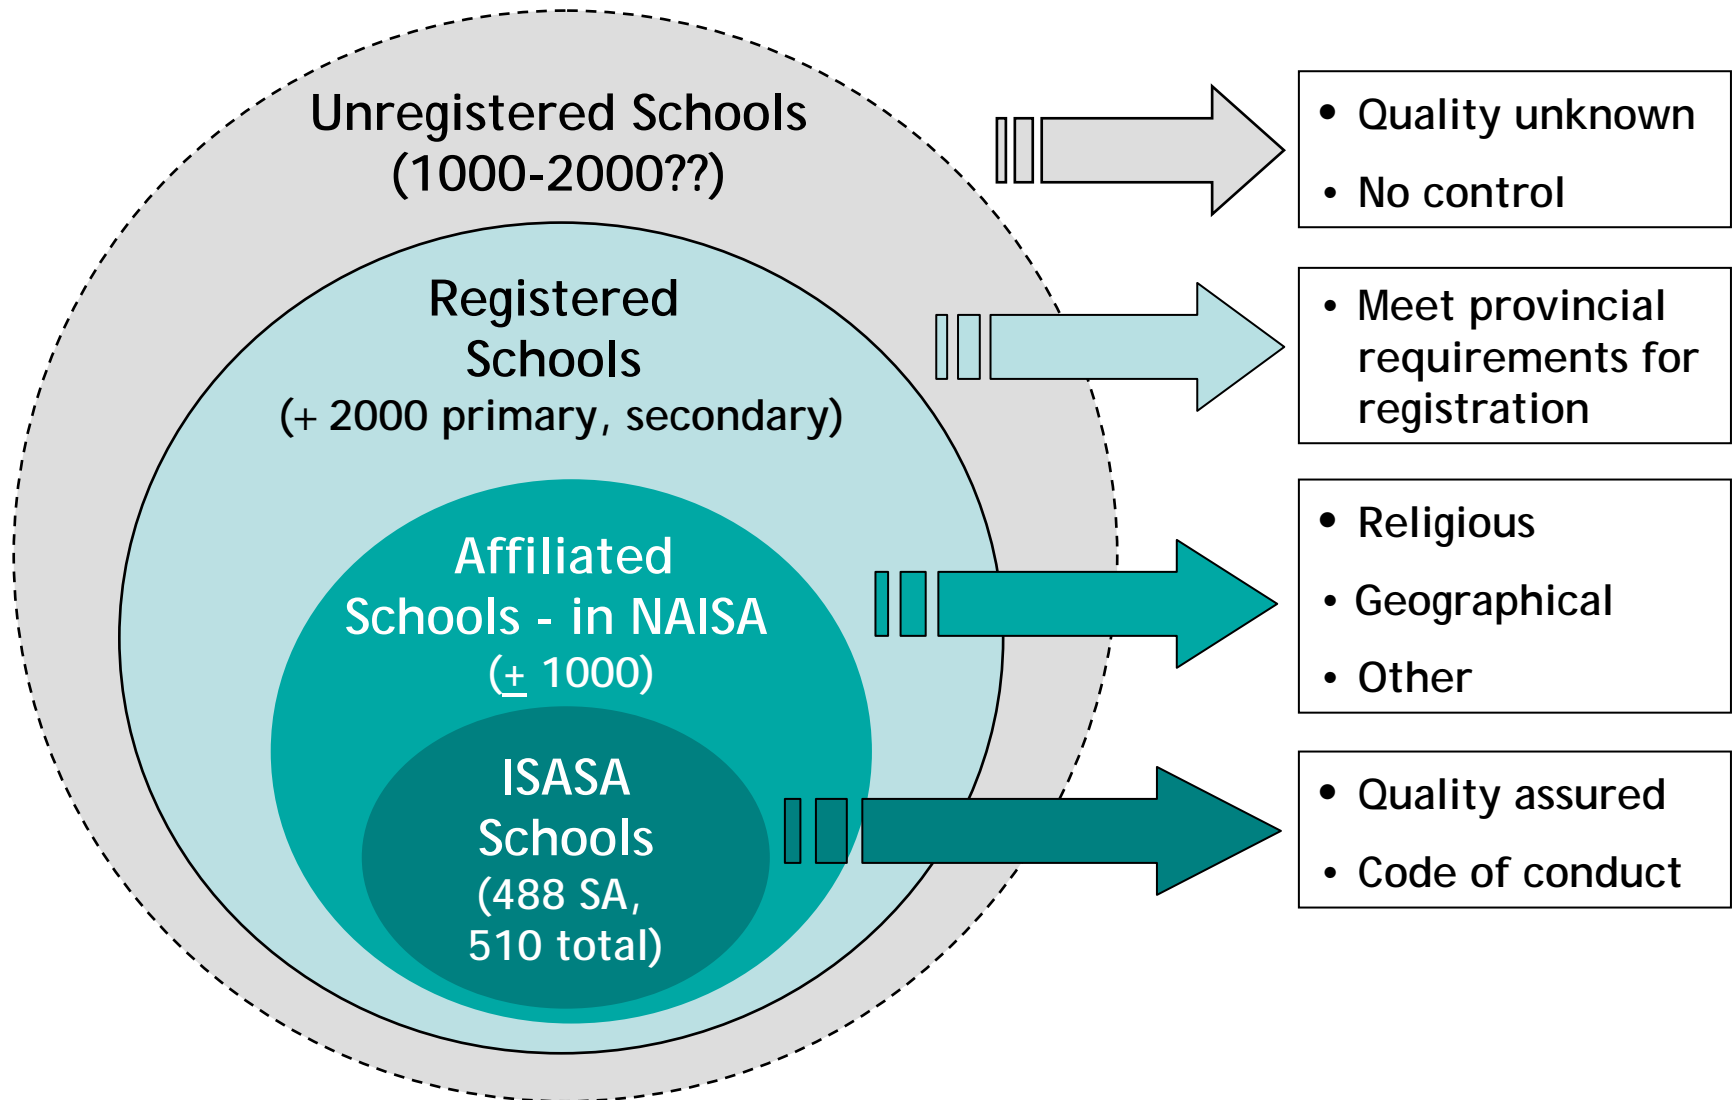 Unregistered Schools
(1000-2000??)
Registered
Schools
(+ 2000 primary, secondary)
Affiliated
Schools - in NAISA
(± 1000)
ISASA
Schools
(488 SA,
510 total)
• Quality unknown
• No control
• Meet provincial
requirements for
registration
• Religious
• Geographical
• Other
• Quality assured
• Code of conduct